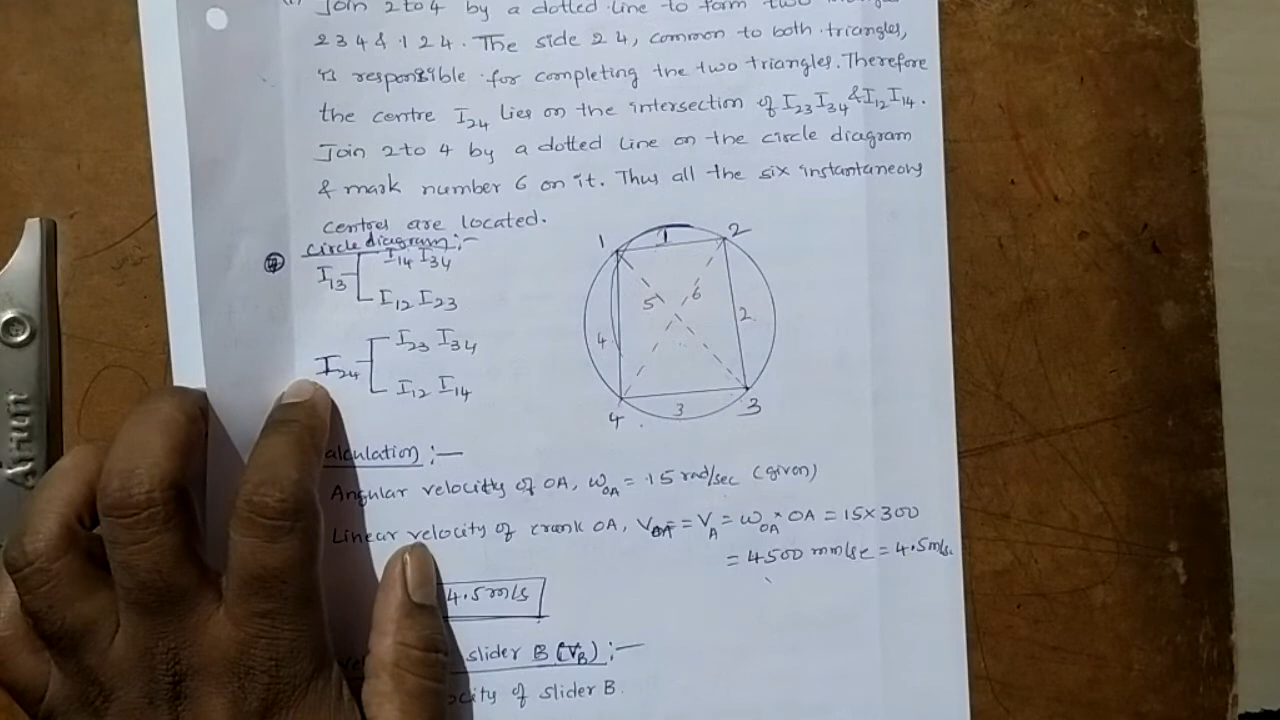 Join 2 to 4 by a dotted line to form two
2 3 4 & 1 2 4. The side 2 4, common to both triangles,
is responsible for completing the two triangles. Therefore
the centre I24 lies on the intersection of I23 I34 & I12 I14.
Join 2 to 4 by a dotted line on the circle diagram
& mark number 6 on it. Thus all the six instantaneous
centres are located.
circle diagram :-
I13 I14 I34
I12 I23
I24 I23 I34
I12 I14
1 1 2
5 6
4 2
4 3 3
alculation :-
Angular velocity of OA, ωOA = 15 rad/sec (given)
Linear velocity of crank OA, VOA = VA = ωOA × OA = 15 × 300
= 4500 mm/se = 4.5 m/s
4.5 m/s
slider B (VB) :-
ocity of slider B.